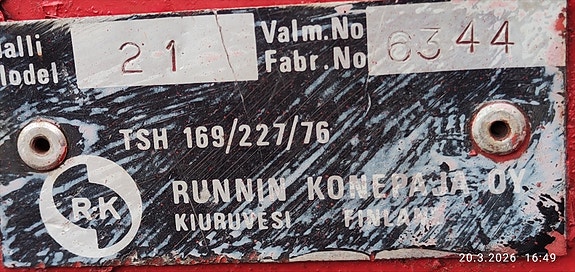 alli 21 Valm.No 6344
lodel Fabr.No
TSH 169/227/76
RK RUNNIN KONEPAJA OY
KIURUVESI FINLAND
20.3.2026 16:49